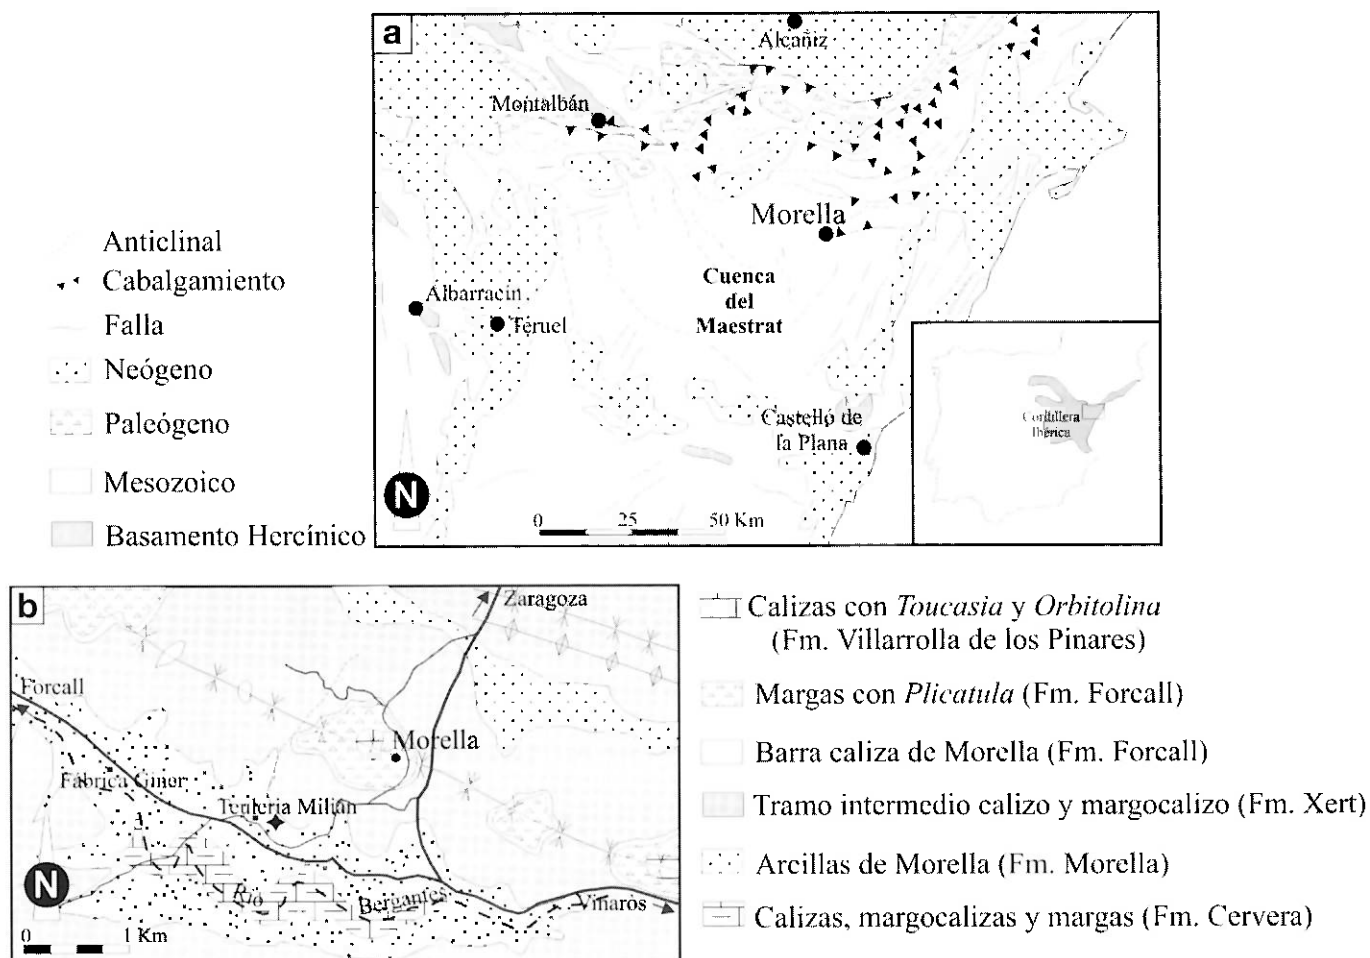 a
Alcañiz
Montalbán
Morella
Albarracín
Teruel
Cuenca
del
Maestrat
Castelló de
la Plana
Cordillera
Ibérica
N
0 25 50 Km
Anticlinal
Cabalgamiento
Falla
Neógeno
Paleógeno
Mesozoico
Basamento Hercínico
b
Zaragoza
Forcall
Morella
Fábrica Giner
Teneria Milián
Río Bergantes
Vinaròs
N
0 1 Km
Calizas con Toucasia y Orbitolina
(Fm. Villarrolla de los Pinares)
Margas con Plicatula (Fm. Forcall)
Barra caliza de Morella (Fm. Forcall)
Tramo intermedio calizo y margocalizo (Fm. Xert)
Arcillas de Morella (Fm. Morella)
Calizas, margocalizas y margas (Fm. Cervera)